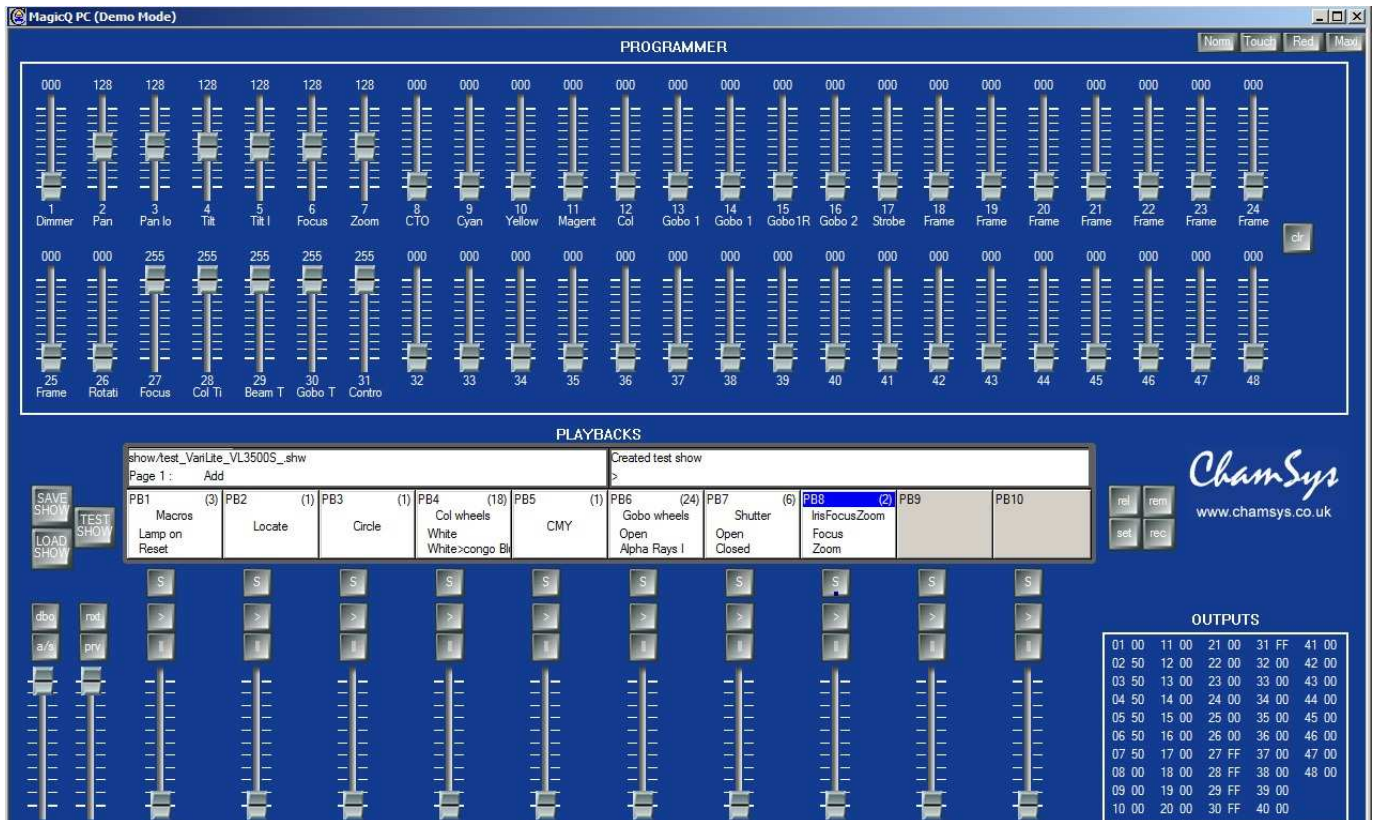 MagicQ PC (Demo Mode)
PROGRAMMER
Norm Touch Red Maxi
000 128 128 128 128 128 128 000 000 000 000 000 000 000 000 000 000 000 000 000 000 000 000 000
1 2 3 4 5 6 7 8 9 10 11 12 13 14 15 16 17 18 19 20 21 22 23 24
Dimmer Pan Pan lo Tilt Tilt l Focus Zoom CTO Cyan Yellow Magent Col Gobo 1 Gobo 1 Gobo1R Gobo 2 Strobe Frame Frame Frame Frame Frame Frame Frame
clr
000 000 255 255 255 255 255 000 000 000 000 000 000 000 000 000 000 000 000 000 000 000 000 000
25 26 27 28 29 30 31 32 33 34 35 36 37 38 39 40 41 42 43 44 45 46 47 48
Frame Rotati Focus Col Ti Beam T Gobo T Contro
PLAYBACKS
show/test_VariLite_VL3500S_.shw Created test show
Page 1 : Add >
SAVE SHOW
TEST SHOW
LOAD SHOW
PB1 (3) PB2 (1) PB3 (1) PB4 (18) PB5 (1) PB6 (24) PB7 (6) PB8 (2) PB9 PB10
Macros Locate Circle Col wheels CMY Gobo wheels Shutter IrisFocusZoom
Lamp on White Open Open Focus
Reset White>congo Bl Alpha Rays I Closed Zoom
rel rem
set rec
ChamSys
www.chamsys.co.uk
S S S S S S S S S S
dbo nxt > > > > > > > > > >
a/s prv || || || || || || || || || ||
OUTPUTS
01 00 11 00 21 00 31 FF 41 00
02 50 12 00 22 00 32 00 42 00
03 50 13 00 23 00 33 00 43 00
04 50 14 00 24 00 34 00 44 00
05 50 15 00 25 00 35 00 45 00
06 50 16 00 26 00 36 00 46 00
07 50 17 00 27 FF 37 00 47 00
08 00 18 00 28 FF 38 00 48 00
09 00 19 00 29 FF 39 00
10 00 20 00 30 FF 40 00